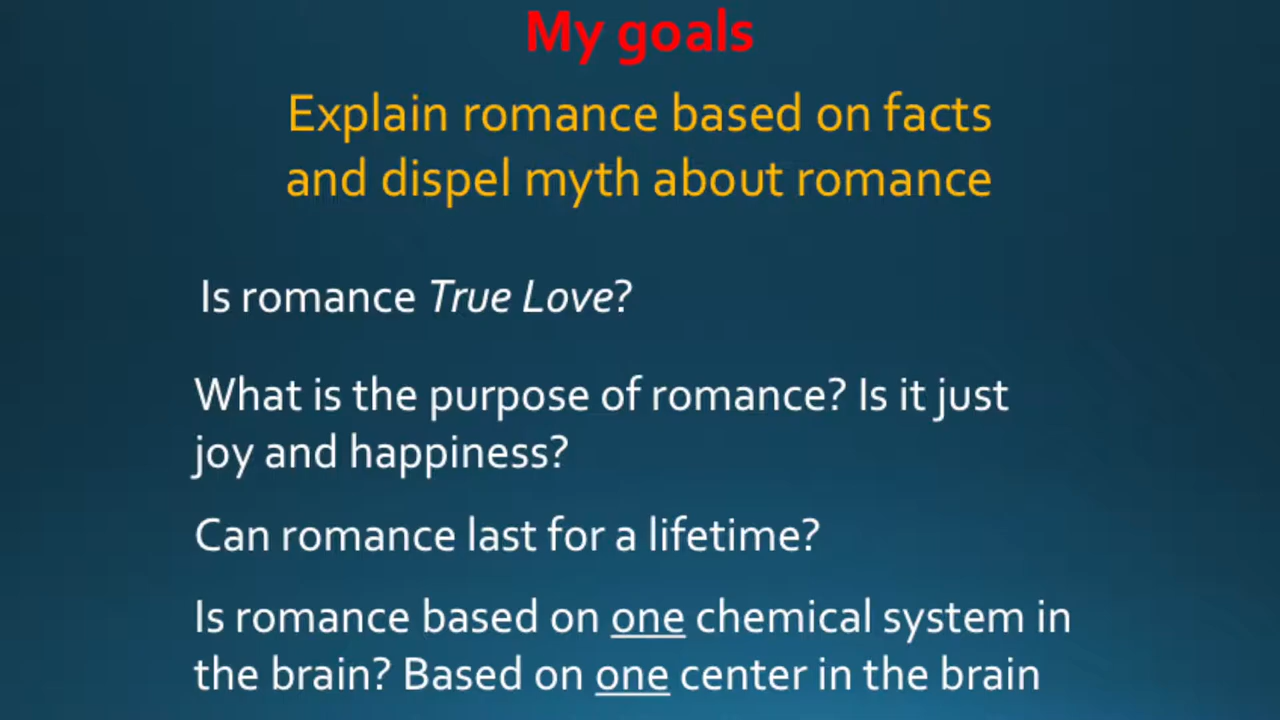 My goals
Explain romance based on facts
and dispel myth about romance
Is romance True Love?
What is the purpose of romance? Is it just
joy and happiness?
Can romance last for a lifetime?
Is romance based on one chemical system in
the brain? Based on one center in the brain